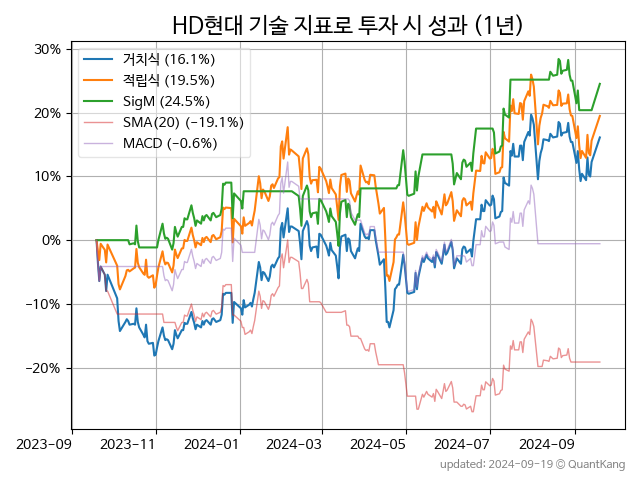 HD현대 기술 지표로 투자 시 성과 (1년)
30%
20%
10%
0%
−10%
−20%
거치식 (16.1%)
적립식 (19.5%)
SigM (24.5%)
SMA(20) (−19.1%)
MACD (−0.6%)
2023-09 2023-11 2024-01 2024-03 2024-05 2024-07 2024-09
updated: 2024-09-19 © QuantKang